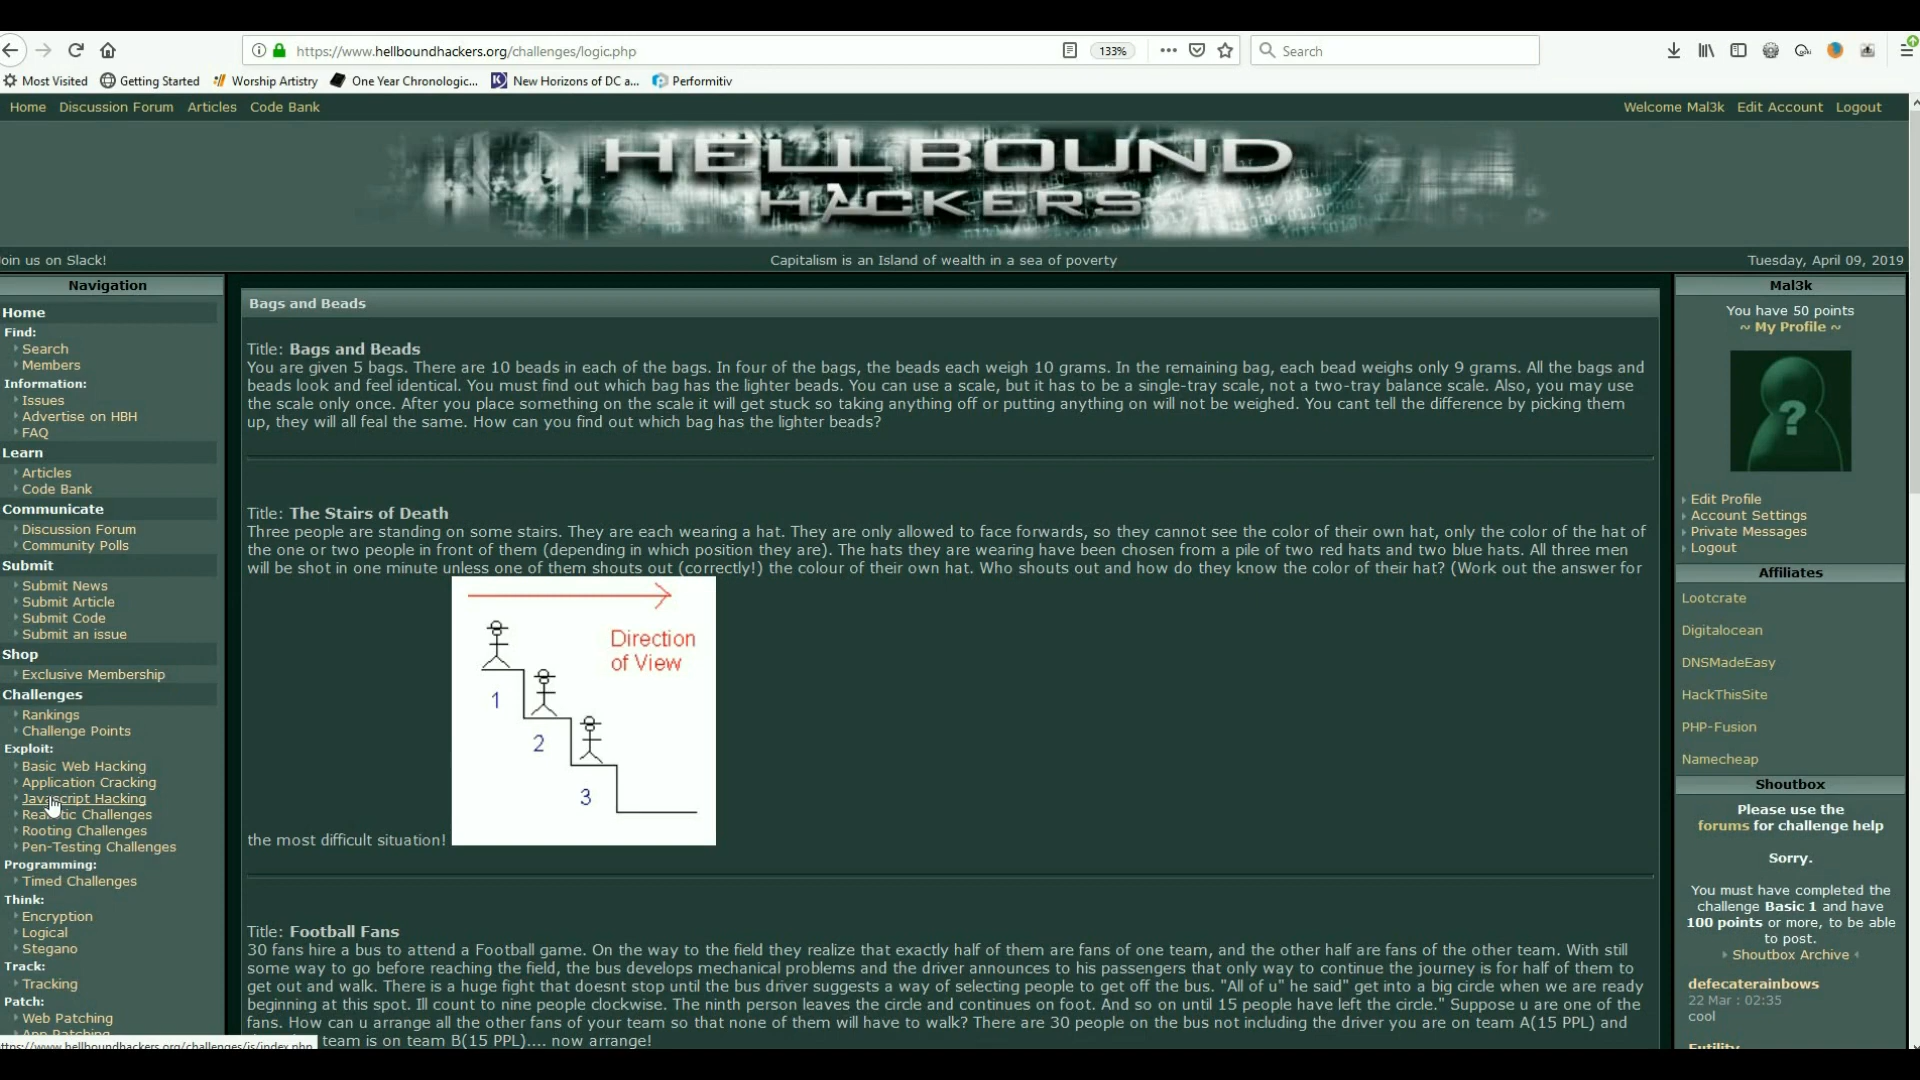 https://www.hellboundhackers.org/challenges/logic.php
133%
Search
Most Visited
Getting Started
Worship Artistry
One Year Chronologic...
New Horizons of DC a...
Performitiv
Home
Discussion Forum
Articles
Code Bank
Welcome Mal3k
Edit Account
Logout
HELLBOUND
HACKERS
Join us on Slack!
Capitalism is an Island of wealth in a sea of poverty
Tuesday, April 09, 2019
Navigation
Home
Find:
Search
Members
Information:
Issues
Advertise on HBH
FAQ
Learn
Articles
Code Bank
Communicate
Discussion Forum
Community Polls
Submit
Submit News
Submit Article
Submit Code
Submit an issue
Shop
Exclusive Membership
Challenges
Rankings
Challenge Points
Exploit:
Basic Web Hacking
Application Cracking
Javascript Hacking
Realistic Challenges
Rooting Challenges
Pen-Testing Challenges
Programming:
Timed Challenges
Think:
Encryption
Logical
Stegano
Track:
Tracking
Patch:
Web Patching
App Patching
https://www.hellboundhackers.org/challenges/js/index.php
Bags and Beads
Title: Bags and Beads
You are given 5 bags. There are 10 beads in each of the bags. In four of the bags, the beads each weigh 10 grams. In the remaining bag, each bead weighs only 9 grams. All the bags and
beads look and feel identical. You must find out which bag has the lighter beads. You can use a scale, but it has to be a single-tray scale, not a two-tray balance scale. Also, you may use
the scale only once. After you place something on the scale it will get stuck so taking anything off or putting anything on will not be weighed. You cant tell the difference by picking them
up, they will all feal the same. How can you find out which bag has the lighter beads?
Title: The Stairs of Death
Three people are standing on some stairs. They are each wearing a hat. They are only allowed to face forwards, so they cannot see the color of their own hat, only the color of the hat of
the one or two people in front of them (depending in which position they are). The hats they are wearing have been chosen from a pile of two red hats and two blue hats. All three men
will be shot in one minute unless one of them shouts out (correctly!) the colour of their own hat. Who shouts out and how do they know the color of their hat? (Work out the answer for
Direction
of View
1
2
3
the most difficult situation!
Title: Football Fans
30 fans hire a bus to attend a Football game. On the way to the field they realize that exactly half of them are fans of one team, and the other half are fans of the other team. With still
some way to go before reaching the field, the bus develops mechanical problems and the driver announces to his passengers that only way to continue the journey is for half of them to
get out and walk. There is a huge fight that doesnt stop until the bus driver suggests a way of selecting people to get off the bus. "All of u" he said" get into a big circle when we are ready
beginning at this spot. Ill count to nine people clockwise. The ninth person leaves the circle and continues on foot. And so on until 15 people have left the circle." Suppose u are one of the
fans. How can u arrange all the other fans of your team so that none of them will have to walk? There are 30 people on the bus not including the driver you are on team A(15 PPL) and
team is on team B(15 PPL).... now arrange!
Mal3k
You have 50 points
~ My Profile ~
?
Edit Profile
Account Settings
Private Messages
Logout
Affiliates
Lootcrate
Digitalocean
DNSMadeEasy
HackThisSite
PHP-Fusion
Namecheap
Shoutbox
Please use the
forums for challenge help
Sorry.
You must have completed the
challenge Basic 1 and have
100 points or more, to be able
to post.
Shoutbox Archive
defecaterainbows
22 Mar : 02:35
cool
Futility